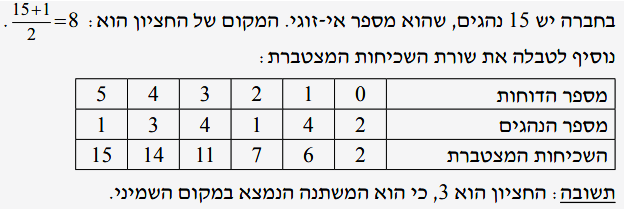 בחברה יש 15 נהגים, שהוא מספר אי-זוגי. המקום של החציון הוא: 15+1/2=8.
נוסיף לטבלה את שורת השכיחות המצטברת:
מספר הדוחות 0 1 2 3 4 5
מספר הנהגים 2 4 1 4 3 1
השכיחות המצטברת 2 6 7 11 14 15
תשובה: החציון הוא 3, כי הוא המשתנה הנמצא במקום השמיני.